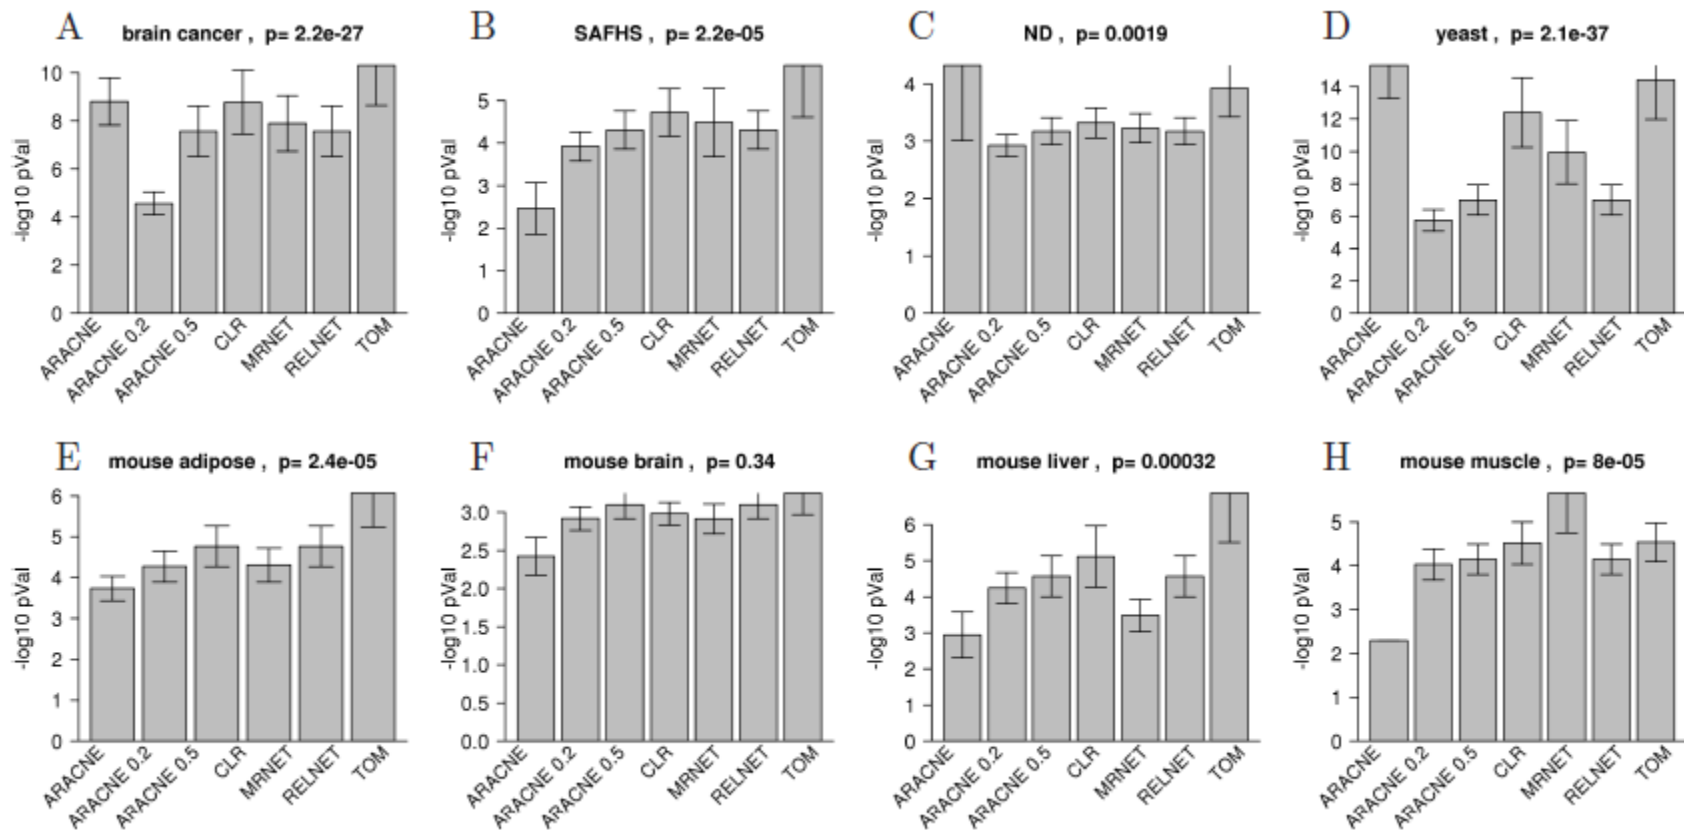 A brain cancer , p= 2.2e-27
-log10 pVal
10
8
6
4
2
0
ARACNE
ARACNE 0.2
ARACNE 0.5
CLR
MRNET
RELNET
TOM
B SAFHS , p= 2.2e-05
-log10 pVal
5
4
3
2
1
0
ARACNE
ARACNE 0.2
ARACNE 0.5
CLR
MRNET
RELNET
TOM
C ND , p= 0.0019
-log10 pVal
4
3
2
1
0
ARACNE
ARACNE 0.2
ARACNE 0.5
CLR
MRNET
RELNET
TOM
D yeast , p= 2.1e-37
-log10 pVal
14
12
10
8
6
4
2
0
ARACNE
ARACNE 0.2
ARACNE 0.5
CLR
MRNET
RELNET
TOM
E mouse adipose , p= 2.4e-05
-log10 pVal
6
5
4
3
2
1
0
ARACNE
ARACNE 0.2
ARACNE 0.5
CLR
MRNET
RELNET
TOM
F mouse brain , p= 0.34
-log10 pVal
3.0
2.5
2.0
1.5
1.0
0.5
0.0
ARACNE
ARACNE 0.2
ARACNE 0.5
CLR
MRNET
RELNET
TOM
G mouse liver , p= 0.00032
-log10 pVal
6
5
4
3
2
1
0
ARACNE
ARACNE 0.2
ARACNE 0.5
CLR
MRNET
RELNET
TOM
H mouse muscle , p= 8e-05
-log10 pVal
5
4
3
2
1
0
ARACNE
ARACNE 0.2
ARACNE 0.5
CLR
MRNET
RELNET
TOM